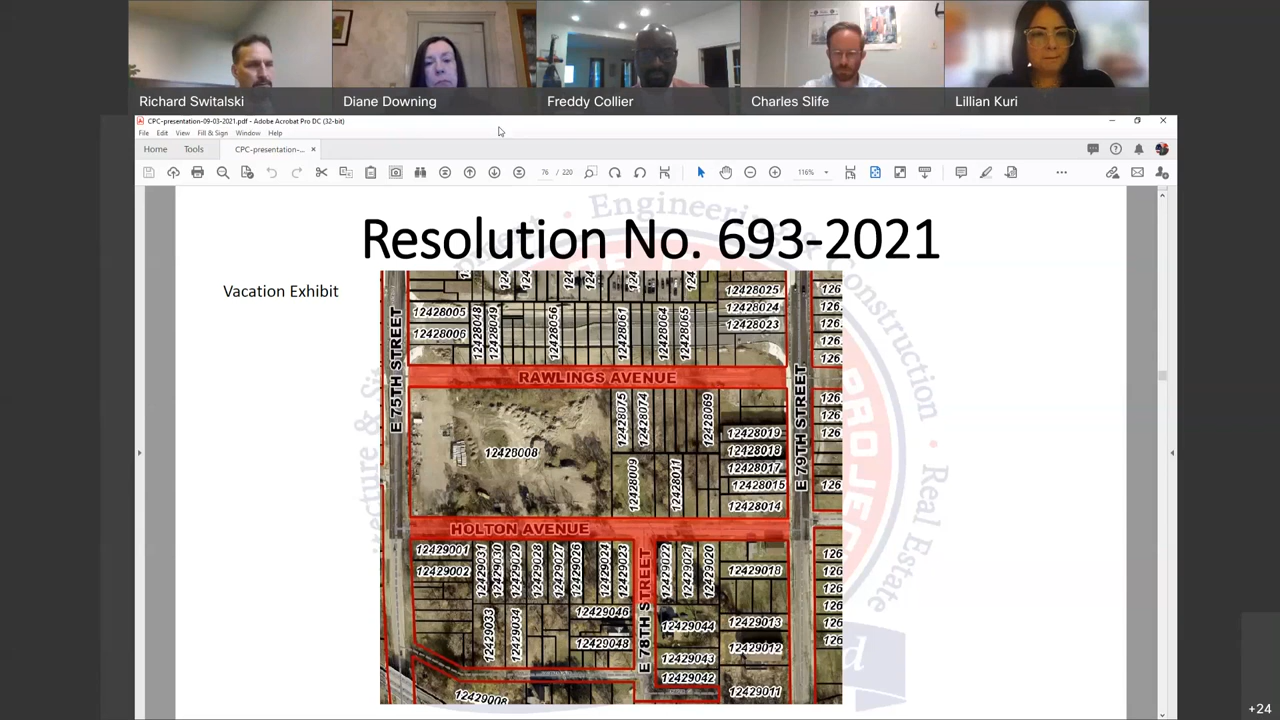 Richard Switalski
Diane Downing
Freddy Collier
Charles Slife
Lillian Kuri
CPC-presentation-09-03-2021.pdf - Adobe Acrobat Pro DC (32-bit)
File Edit View Fill & Sign Window Help
Home Tools CPC-presentation-... ×
76 / 220
116%
Resolution No. 693-2021
Vacation Exhibit
Engineering & Construction
Real Estate
E 75TH STREET
E 79TH STREET
E 78TH STREET
RAWLINGS AVENUE
HOLTON AVENUE
12428005
12428006
12428048
12428049
12428056
12428061
12428064
12428065
12428025
12428024
12428023
12428008
12428075
12428074
12428069
12428009
12428011
12428019
12428018
12428017
12428015
12428014
12429001
12429002
12429031
12429030
12429029
12429028
12429027
12429026
12429024
12429023
12429022
12429021
12429020
12429018
12429033
12429034
12429046
12429048
12429044
12429043
12429042
12429013
12429012
12429011
+24